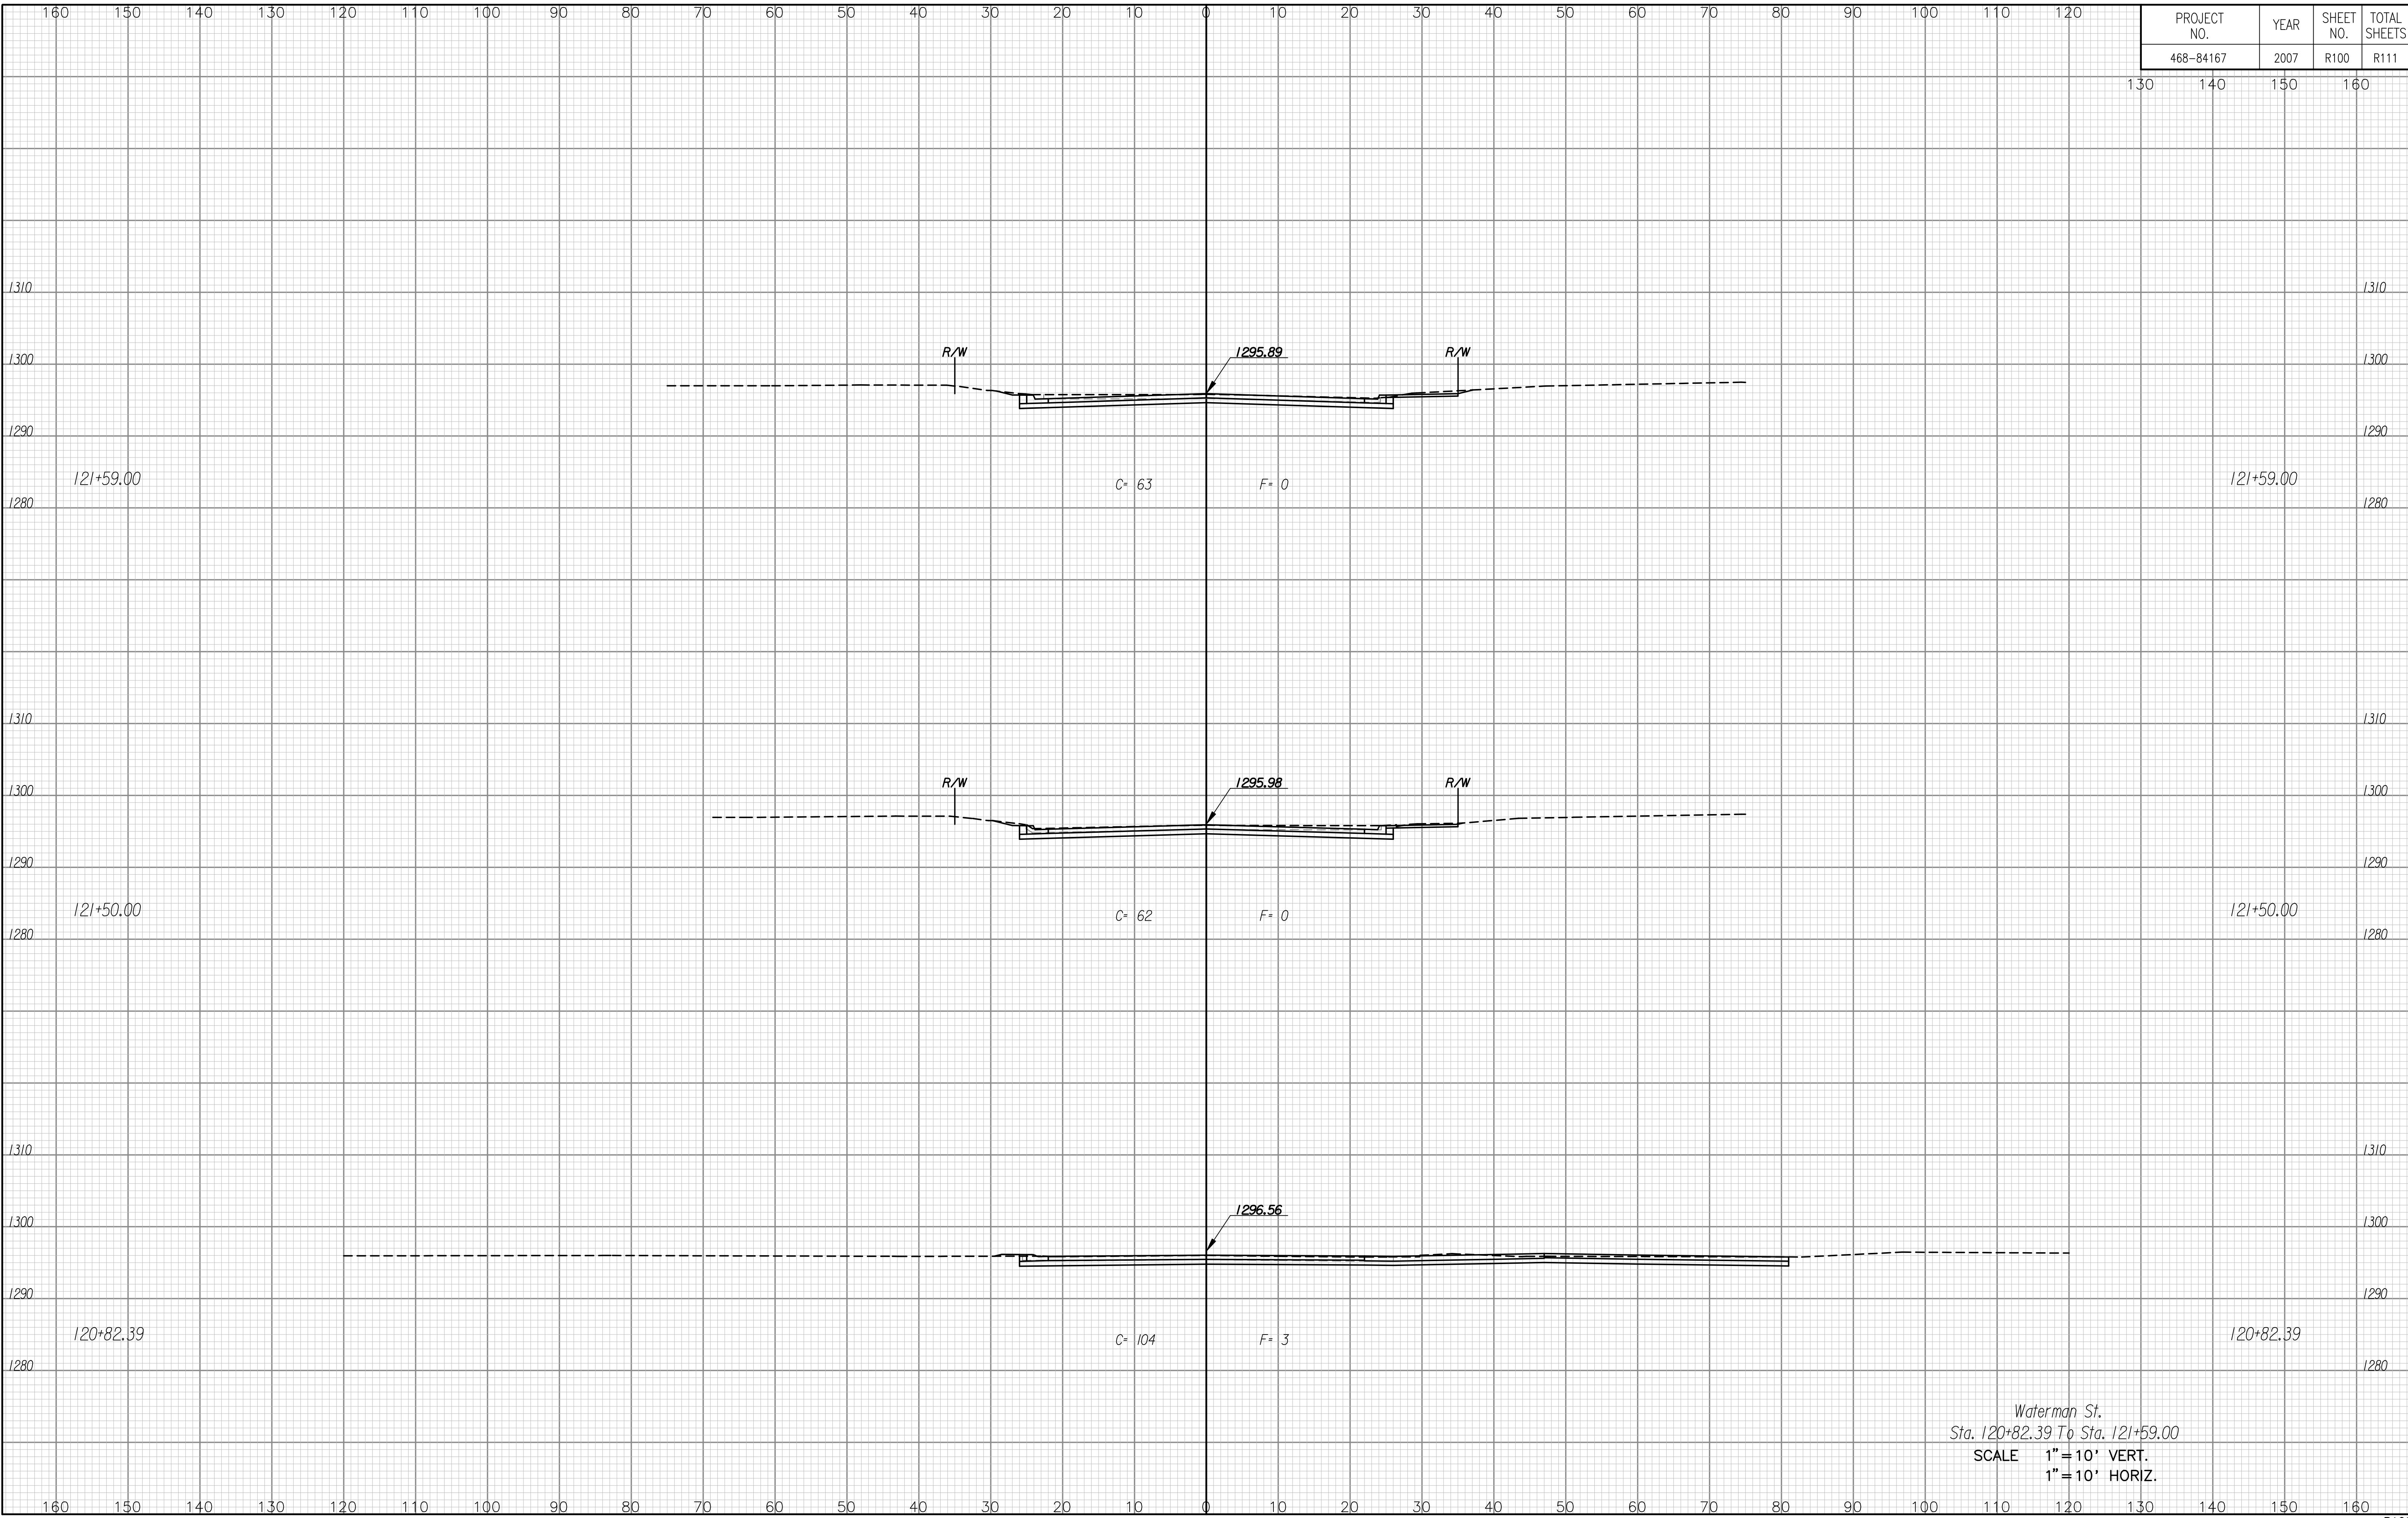 160 150 140 130 120 110 100 90 80 70 60 50 40 30 20 10 0 10 20 30 40 50 60 70 80 90 100 110 120
PROJECT NO. YEAR SHEET NO. TOTAL SHEETS
468-84167 2007 R100 R111
130 140 150 160
1310 1310
R/W 1295.89 R/W
1300 1300
1290 1290
121+59.00 C= 63 F= 0 121+59.00
1280 1280
1310 1310
R/W 1295.98 R/W
1300 1300
1290 1290
121+50.00 C= 62 F= 0 121+50.00
1280 1280
1310 1310
1296.56
1300 1300
1290 1290
120+82.39 C= 104 F= 3 120+82.39
1280 1280
Waterman St.
Sta. 120+82.39 To Sta. 121+59.00
SCALE 1"=10' VERT.
1"=10' HORIZ.
160 150 140 130 120 110 100 90 80 70 60 50 40 30 20 10 0 10 20 30 40 50 60 70 80 90 100 110 120 130 140 150 160